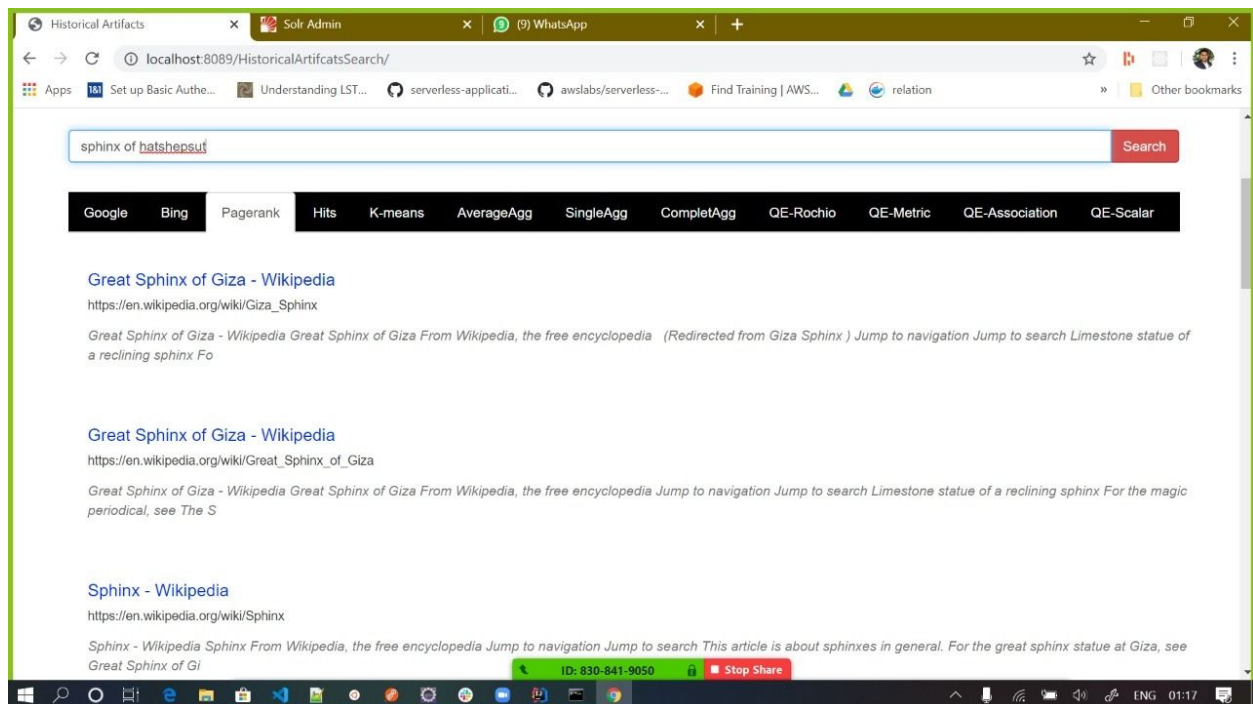 Historical Artifacts
Solr Admin
9
(9) WhatsApp
localhost:8089/HistoricalArtifcatsSearch/
Apps
1&1
Set up Basic Authe...
Understanding LST...
serverless-applicati...
awslabs/serverless-...
Find Training | AWS...
relation
»
Other bookmarks
sphinx of hatshepsut
Search
Google Bing Pagerank Hits K-means AverageAgg SingleAgg CompletAgg QE-Rochio QE-Metric QE-Association QE-Scalar
Great Sphinx of Giza - Wikipedia
https://en.wikipedia.org/wiki/Giza_Sphinx
Great Sphinx of Giza - Wikipedia Great Sphinx of Giza From Wikipedia, the free encyclopedia (Redirected from Giza Sphinx ) Jump to navigation Jump to search Limestone statue of
a reclining sphinx Fo
Great Sphinx of Giza - Wikipedia
https://en.wikipedia.org/wiki/Great_Sphinx_of_Giza
Great Sphinx of Giza - Wikipedia Great Sphinx of Giza From Wikipedia, the free encyclopedia Jump to navigation Jump to search Limestone statue of a reclining sphinx For the magic
periodical, see The S
Sphinx - Wikipedia
https://en.wikipedia.org/wiki/Sphinx
Sphinx - Wikipedia Sphinx From Wikipedia, the free encyclopedia Jump to navigation Jump to search This article is about sphinxes in general. For the great sphinx statue at Giza, see
Great Sphinx of Gi
ID: 830-841-9050
Stop Share
ENG 01:17